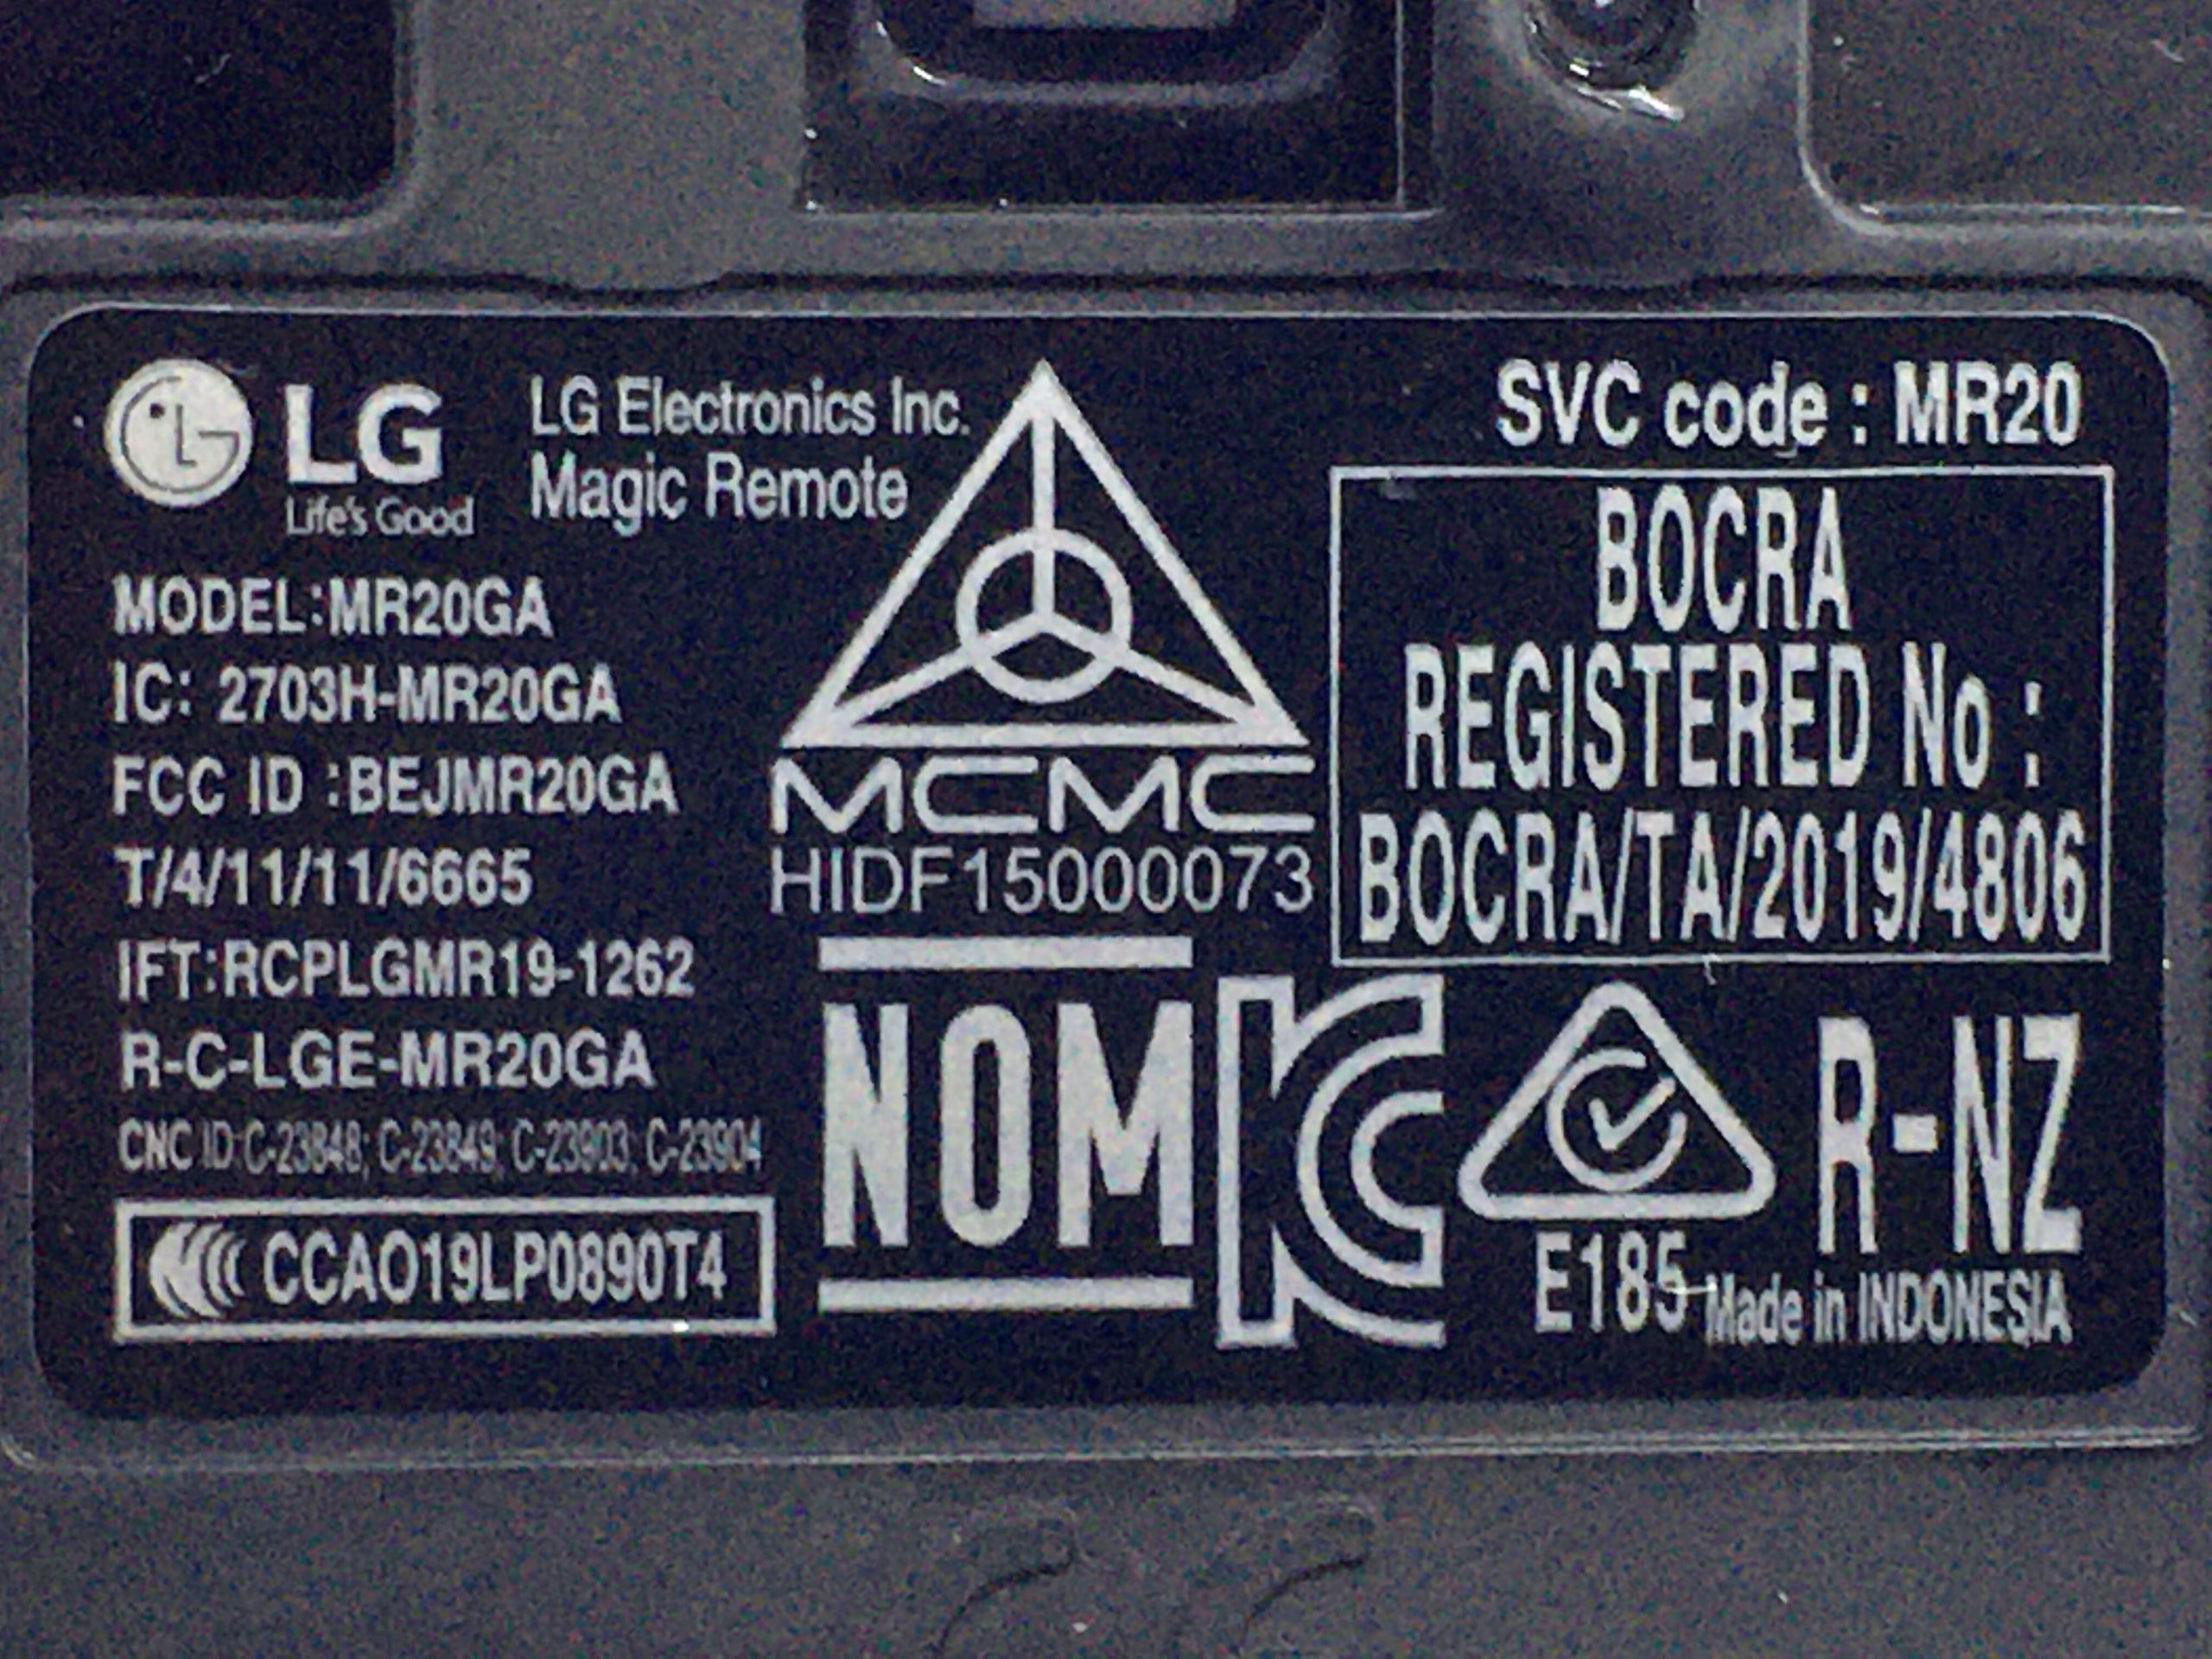 LG
Life's Good
LG Electronics Inc.
Magic Remote
MODEL:MR20GA
IC: 2703H-MR20GA
FCC ID :BEJMR20GA
T/4/11/11/6665
IFT:RCPLGMR19-1262
R-C-LGE-MR20GA
CNC ID:C-23848; C-23849; C-23903; C-23904
CCAO19LP0890T4
MCMC
HIDF15000073
NOM
KC
SVC code : MR20
BOCRA
REGISTERED No :
BOCRA/TA/2019/4806
R-NZ
E185
Made in INDONESIA